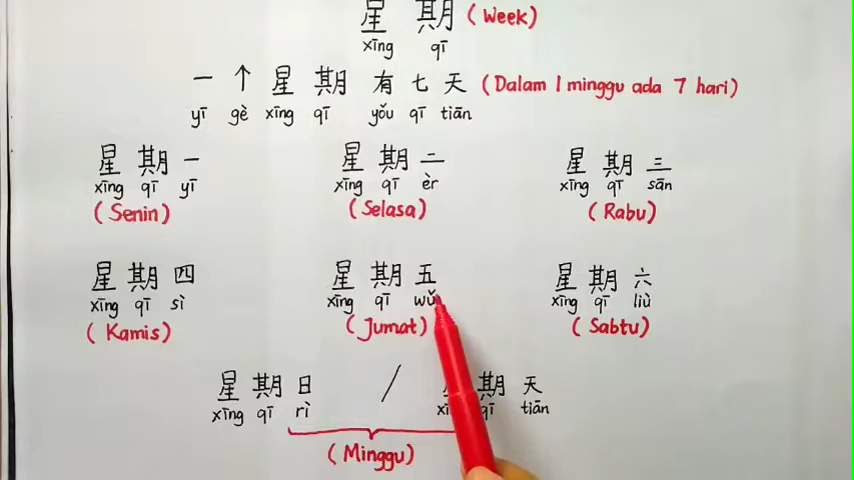 星 期 (Week)
xīng qī
一 个 星 期 有 七 天 (Dalam 1 minggu ada 7 hari)
yī gè xīng qī yǒu qī tiān
星 期 一
xīng qī yī
(Senin)
星 期 二
xīng qī èr
(Selasa)
星 期 三
xīng qī sān
(Rabu)
星 期 四
xīng qī sì
(Kamis)
星 期 五
xīng qī wǔ
(Jumat)
星 期 六
xīng qī liù
(Sabtu)
星 期 日 / 期 天
xīng qī rì qī tiān
(Minggu)